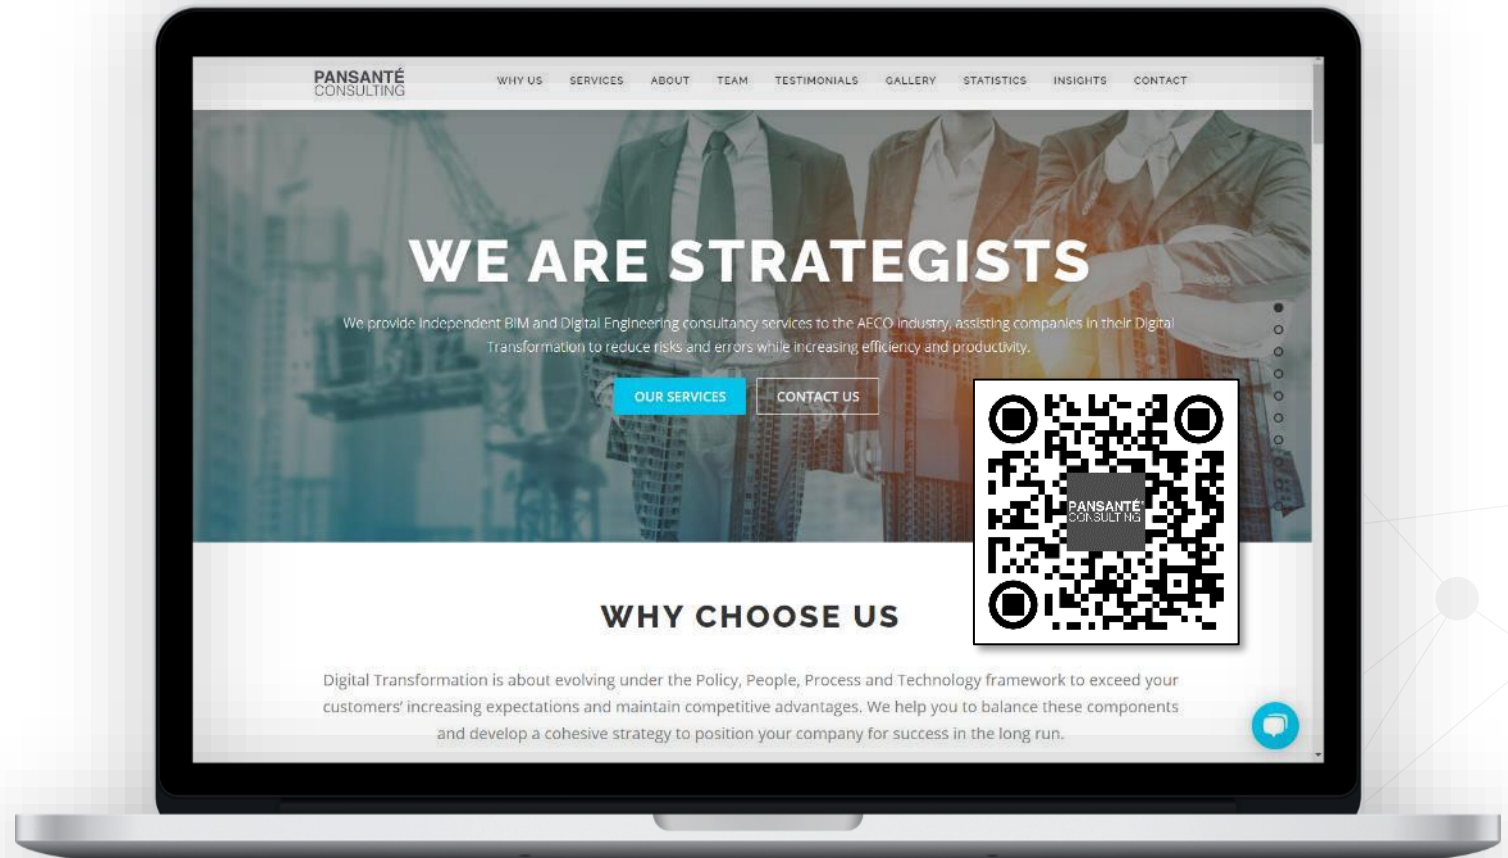 PANSANTÉ
CONSULTING
WHY US SERVICES ABOUT TEAM TESTIMONIALS GALLERY STATISTICS INSIGHTS CONTACT
WE ARE STRATEGISTS
We provide independent BIM and Digital Engineering consultancy services to the AECO industry, assisting companies in their Digital
Transformation to reduce risks and errors while increasing efficiency and productivity.
OUR SERVICES CONTACT US
PANSANTÉ
CONSULTING
WHY CHOOSE US
Digital Transformation is about evolving under the Policy, People, Process and Technology framework to exceed your
customers’ increasing expectations and maintain competitive advantages. We help you to balance these components
and develop a cohesive strategy to position your company for success in the long run.